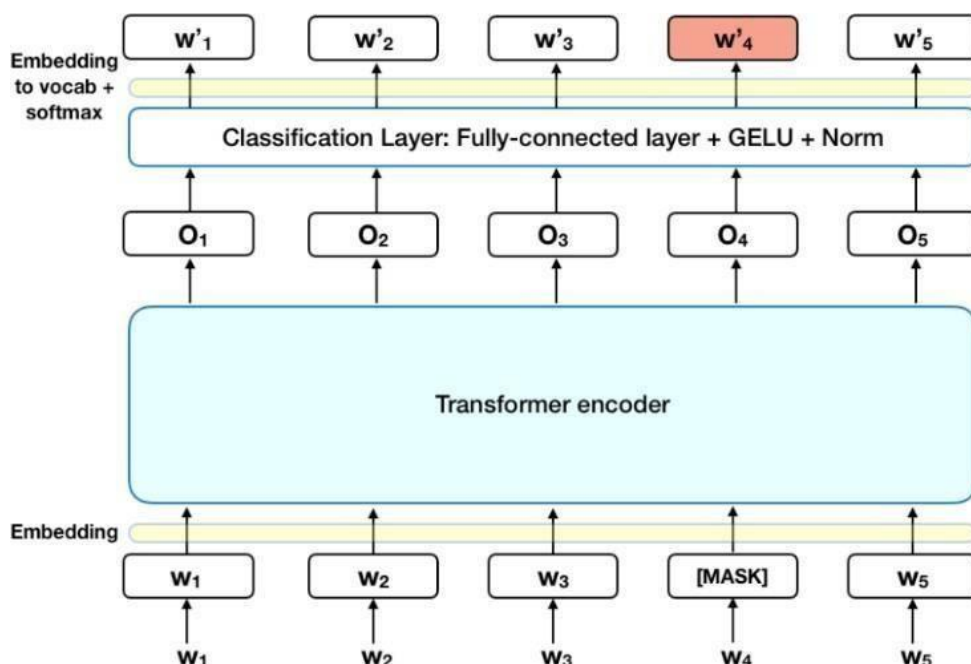 w'₁ w'₂ w'₃ w'₄ w'₅
Embedding
to vocab +
softmax
Classification Layer: Fully-connected layer + GELU + Norm
O₁ O₂ O₃ O₄ O₅
Transformer encoder
Embedding
w₁ w₂ w₃ [MASK] w₅
w₁ w₂ w₃ w₄ w₅